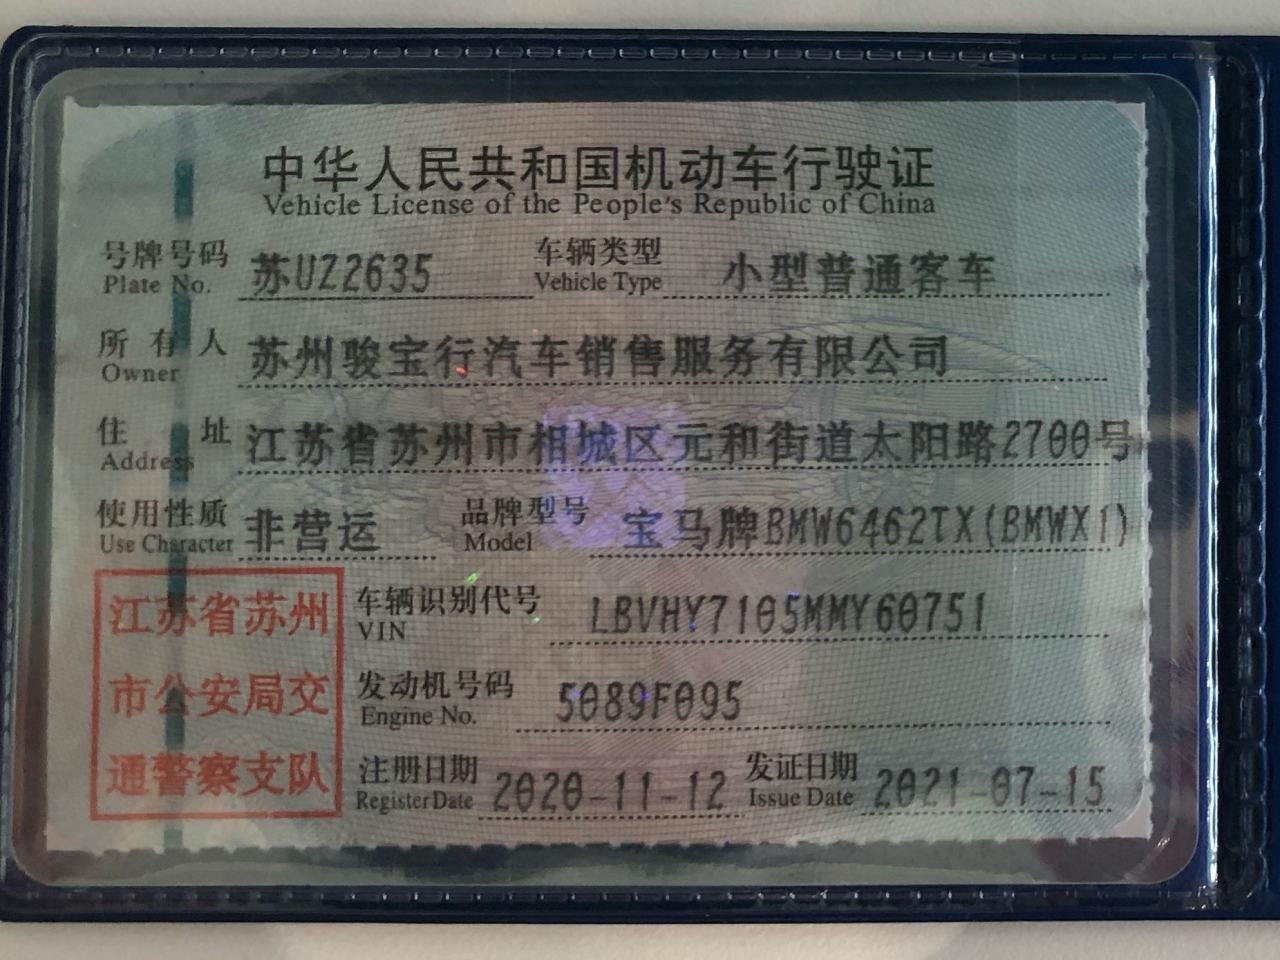 中华人民共和国机动车行驶证
Vehicle License of the People's Republic of China
号牌号码 苏UZ2635 车辆类型 小型普通客车
Plate No. Vehicle Type
所有人 苏州骏宝行汽车销售服务有限公司
Owner
住址 江苏省苏州市相城区元和街道太阳路2700号
Address
使用性质 非营运 品牌型号 宝马牌BMW6462TX(BMWX1)
Use Character Model
江苏省苏州
市公安局交
通警察支队
车辆识别代号 LBVHY7105MMY60751
VIN
发动机号码 5089F095
Engine No.
注册日期 2020-11-12 发证日期 2021-07-15
Register Date Issue Date